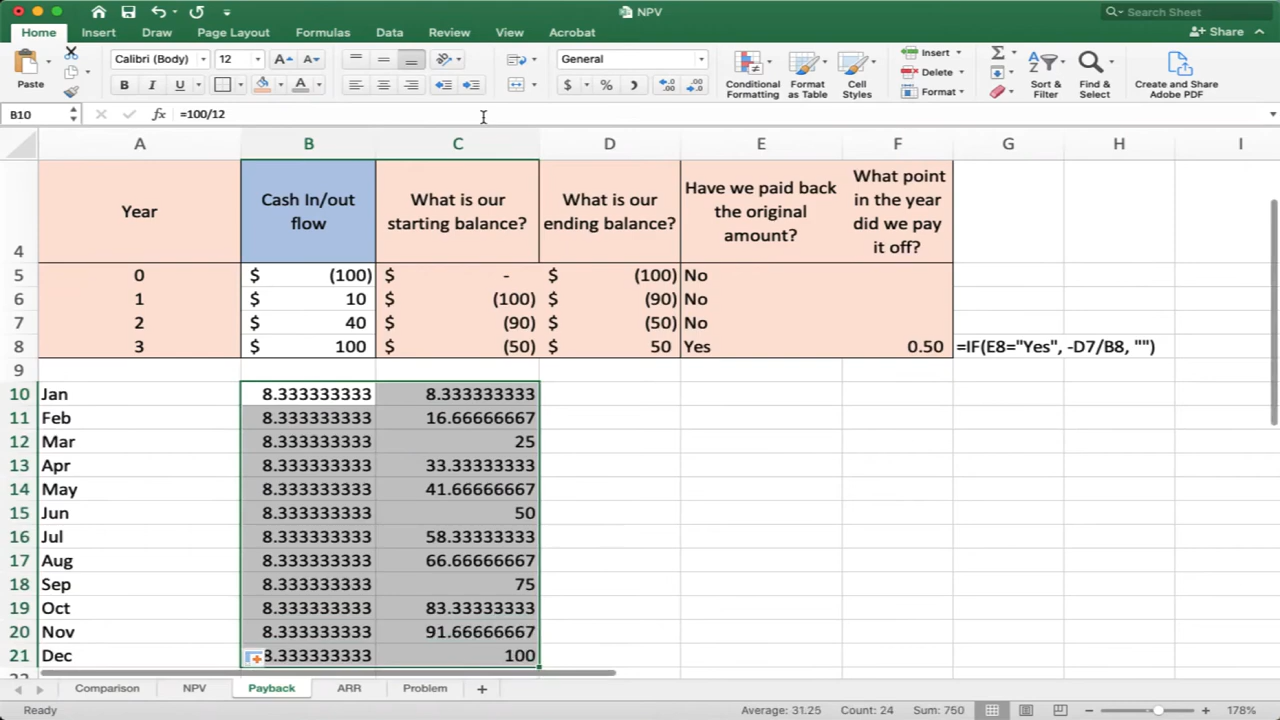 NPV
Search Sheet
Home Insert Draw Page Layout Formulas Data Review View Acrobat
Share
Paste
Calibri (Body) 12
General
Conditional Formatting
Format as Table
Cell Styles
Insert
Delete
Format
Sort & Filter
Find & Select
Create and Share Adobe PDF
B10 fx =100/12
A B C D E F G H I
4 Year Cash In/out flow What is our starting balance? What is our ending balance? Have we paid back the original amount? What point in the year did we pay it off?
5 0 $ (100) $ - $ (100) No
6 1 $ 10 $ (100) $ (90) No
7 2 $ 40 $ (90) $ (50) No
8 3 $ 100 $ (50) $ 50 Yes 0.50 =IF(E8="Yes", -D7/B8, "")
9
10 Jan 8.333333333 8.333333333
11 Feb 8.333333333 16.66666667
12 Mar 8.333333333 25
13 Apr 8.333333333 33.33333333
14 May 8.333333333 41.66666667
15 Jun 8.333333333 50
16 Jul 8.333333333 58.33333333
17 Aug 8.333333333 66.66666667
18 Sep 8.333333333 75
19 Oct 8.333333333 83.33333333
20 Nov 8.333333333 91.66666667
21 Dec 8.333333333 100
Comparison NPV Payback ARR Problem
Ready Average: 31.25 Count: 24 Sum: 750 178%